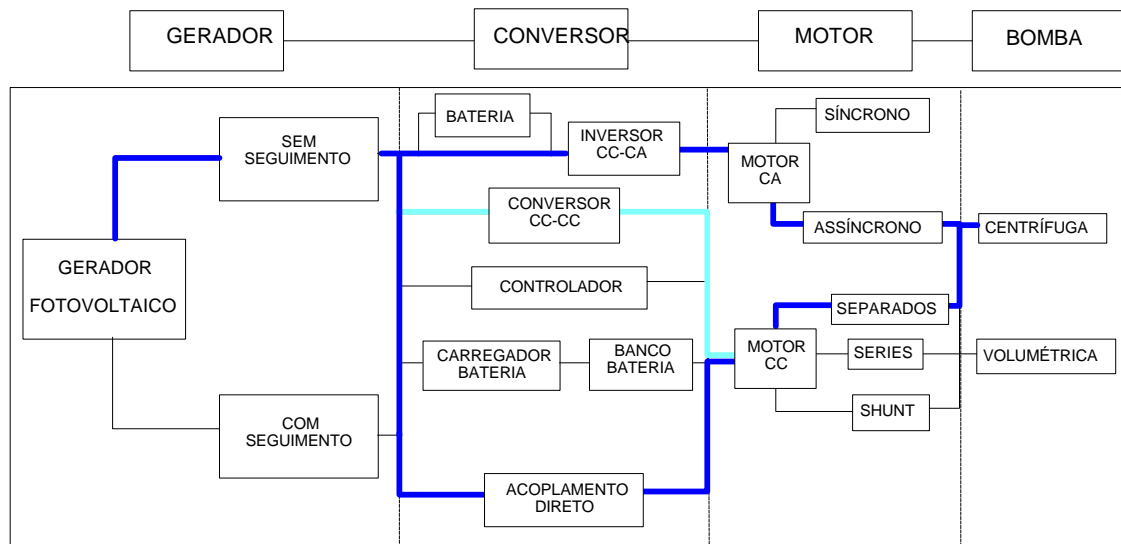 GERADOR
CONVERSOR
MOTOR
BOMBA
BATERIA
SÍNCRONO
SEM
SEGUIMENTO
INVERSOR
CC-CA
MOTOR
CA
CONVERSOR
CC-CC
ASSÍNCRONO
CENTRÍFUGA
GERADOR
FOTOVOLTAICO
CONTROLADOR
SEPARADOS
CARREGADOR
BATERIA
BANCO
BATERIA
MOTOR
CC
SERIES
VOLUMÉTRICA
COM
SEGUIMENTO
SHUNT
ACOPLAMENTO
DIRETO